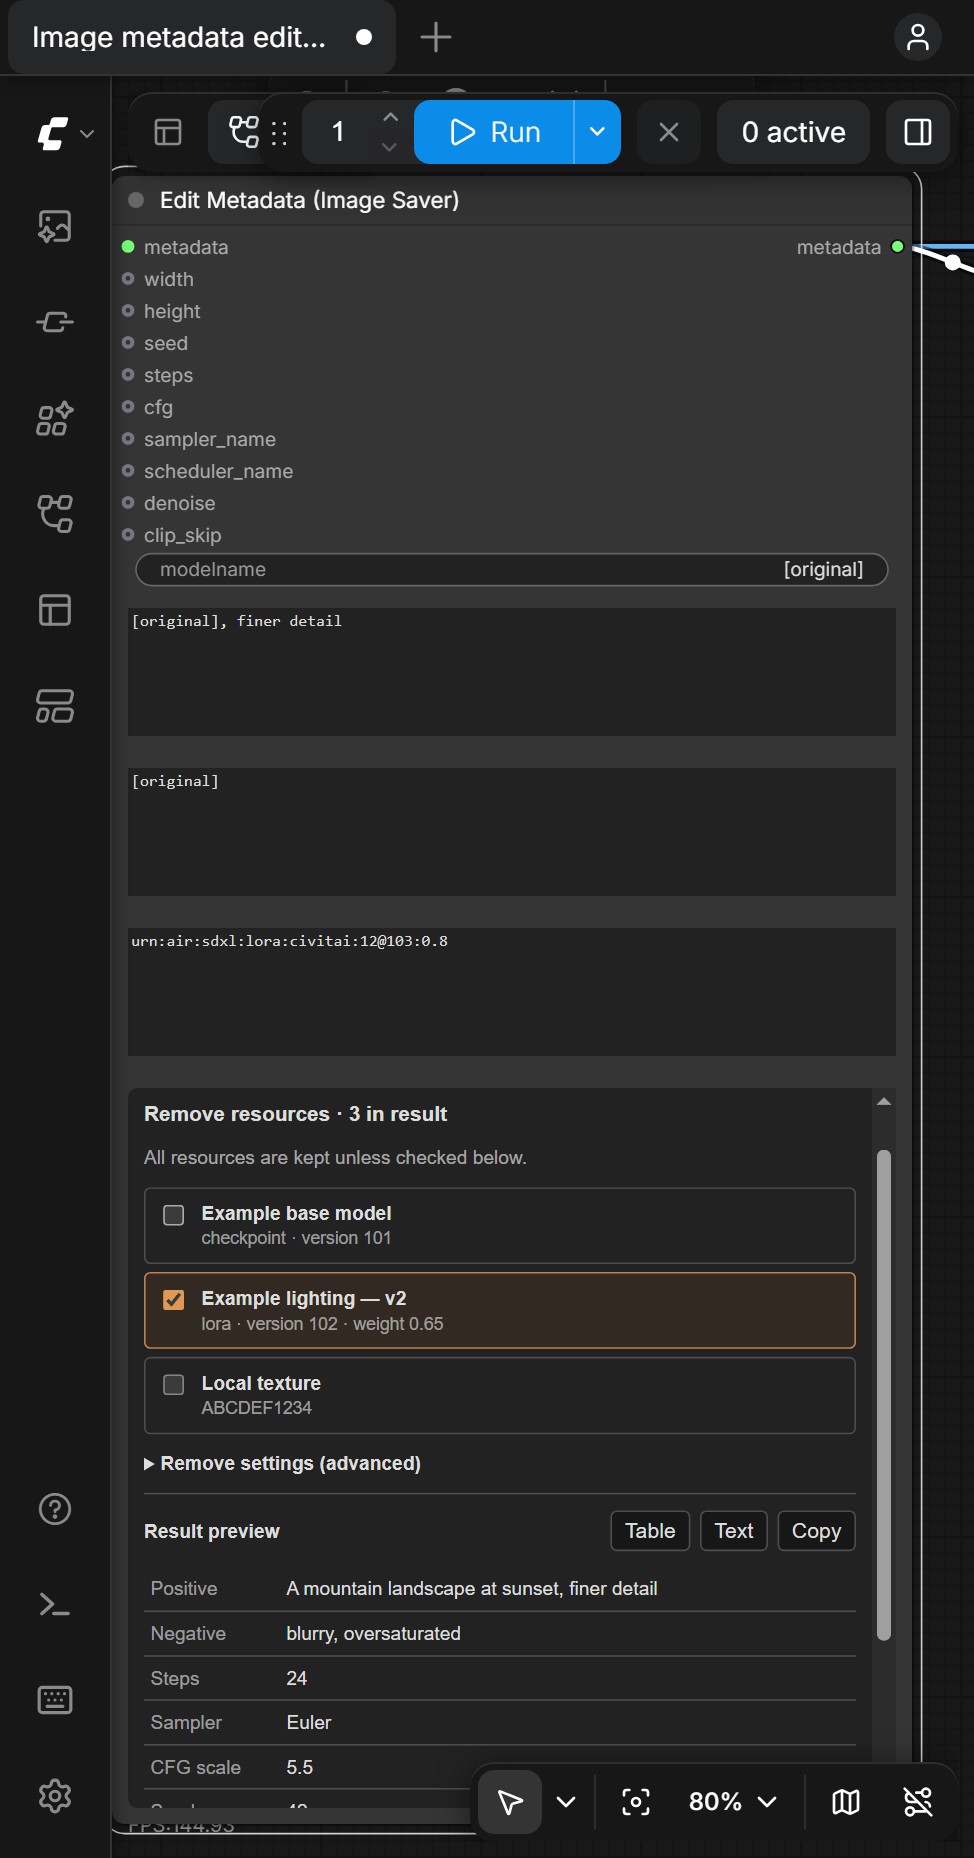 Image metadata edit...
1
Run
0 active
Edit Metadata (Image Saver)
metadata
metadata
width
height
seed
steps
cfg
sampler_name
scheduler_name
denoise
clip_skip
modelname [original]
[original], finer detail
[original]
urn:air:sdxl:lora:civitai:12@103:0.8
Remove resources · 3 in result
All resources are kept unless checked below.
Example base model
checkpoint · version 101
Example lighting — v2
lora · version 102 · weight 0.65
Local texture
ABCDEF1234
Remove settings (advanced)
Result preview
Table
Text
Copy
Positive A mountain landscape at sunset, finer detail
Negative blurry, oversaturated
Steps 24
Sampler Euler
CFG scale 5.5
80%
FPS:144.93